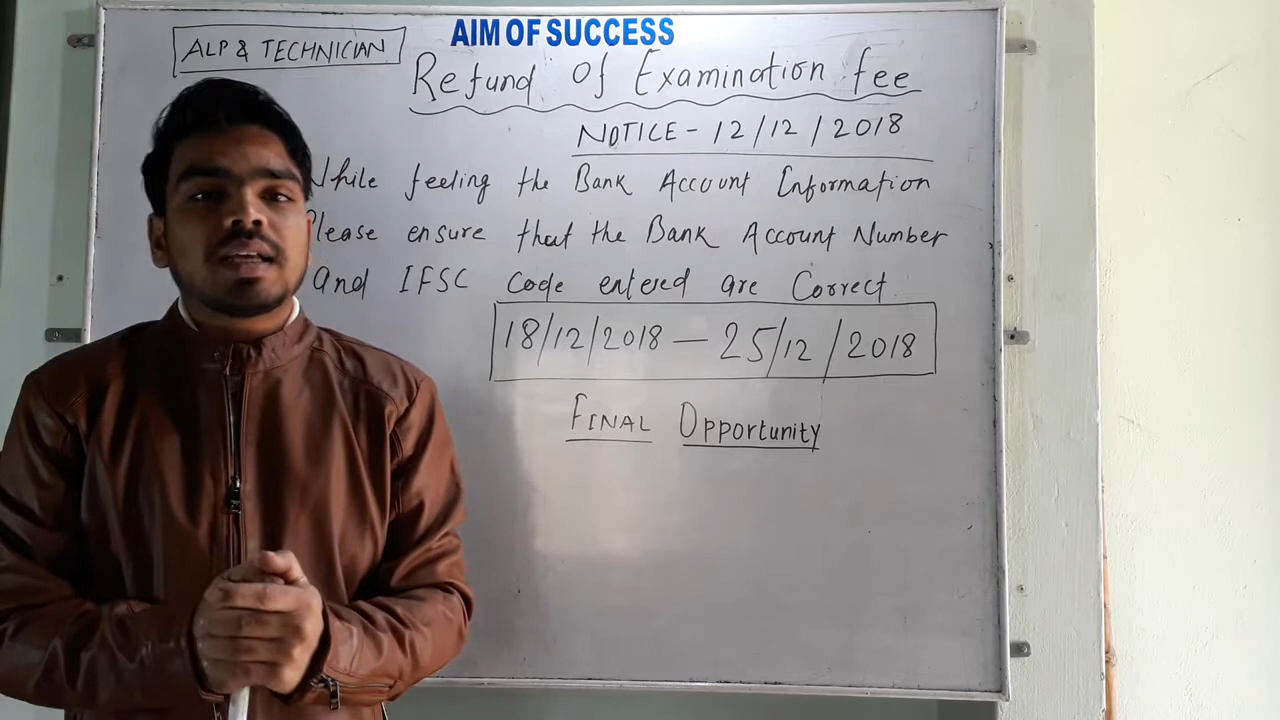 AIM OF SUCCESS
ALP & TECHNICIAN
Refund Of Examination fee
NOTICE - 12/12/2018
While feeling the Bank Account Information
Please ensure that the Bank Account Number
and IFSC Code entered are Correct
18/12/2018 — 25/12/2018
FINAL Opportunity